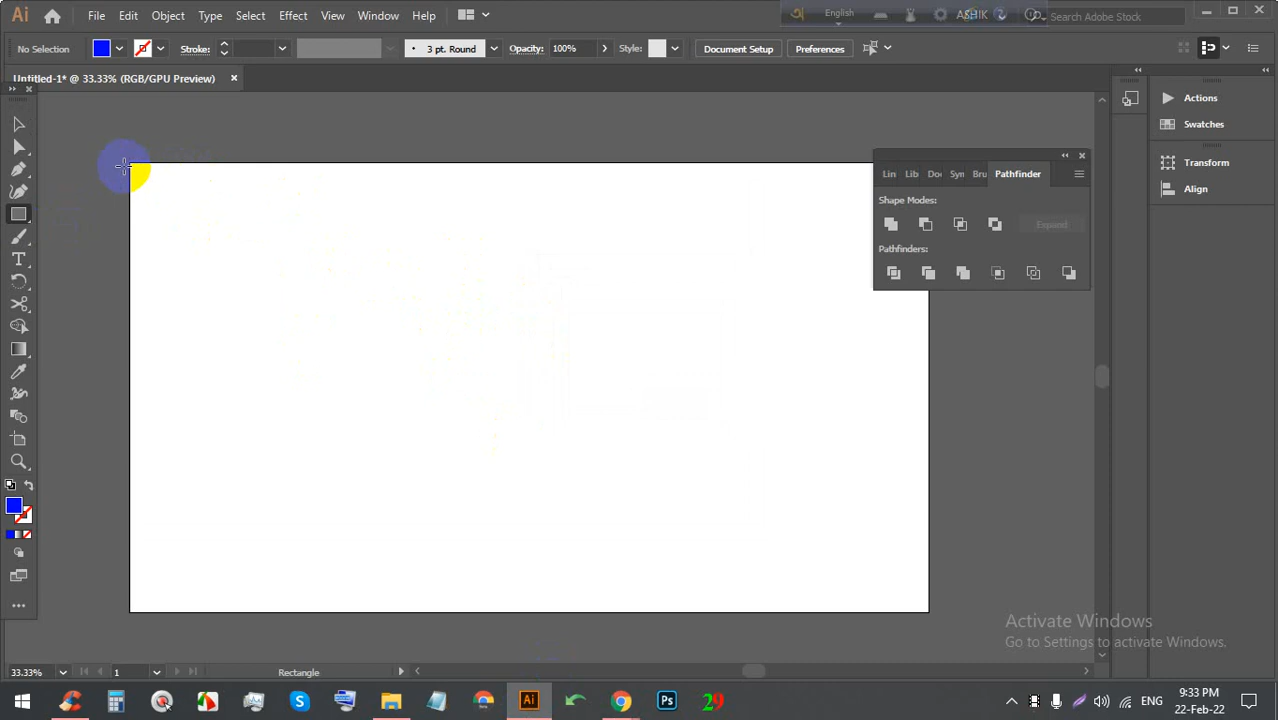 Ai File Edit Object Type Select Effect View Window Help English ASHIK Search Adobe Stock
No Selection Stroke: 3 pt. Round Opacity: 100% Style: Document Setup Preferences
Untitled-1* @ 33.33% (RGB/GPU Preview)
Actions
Swatches
Transform
Align
Lin Lib Doc Syn Bru Pathfinder
Shape Modes:
Expand
Pathfinders:
Activate Windows
Go to Settings to activate Windows.
33.33% 1 Rectangle
Ai Ps 29 ENG 9:33 PM
22-Feb-22